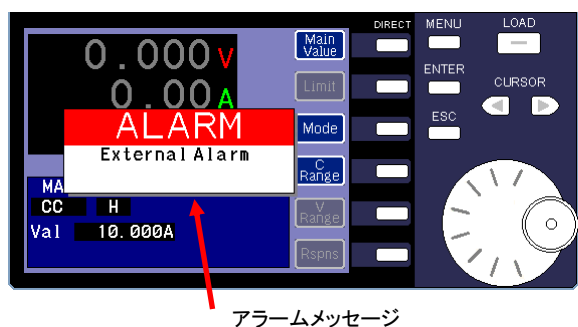 DIRECT
MENU
LOAD
0.000V
Main
Value
0.00A
Limit
ENTER
CURSOR
ALARM
External Alarm
Mode
ESC
C
Range
MA
CC H
V
Range
Val 10.000A
Rspns
アラームメッセージ